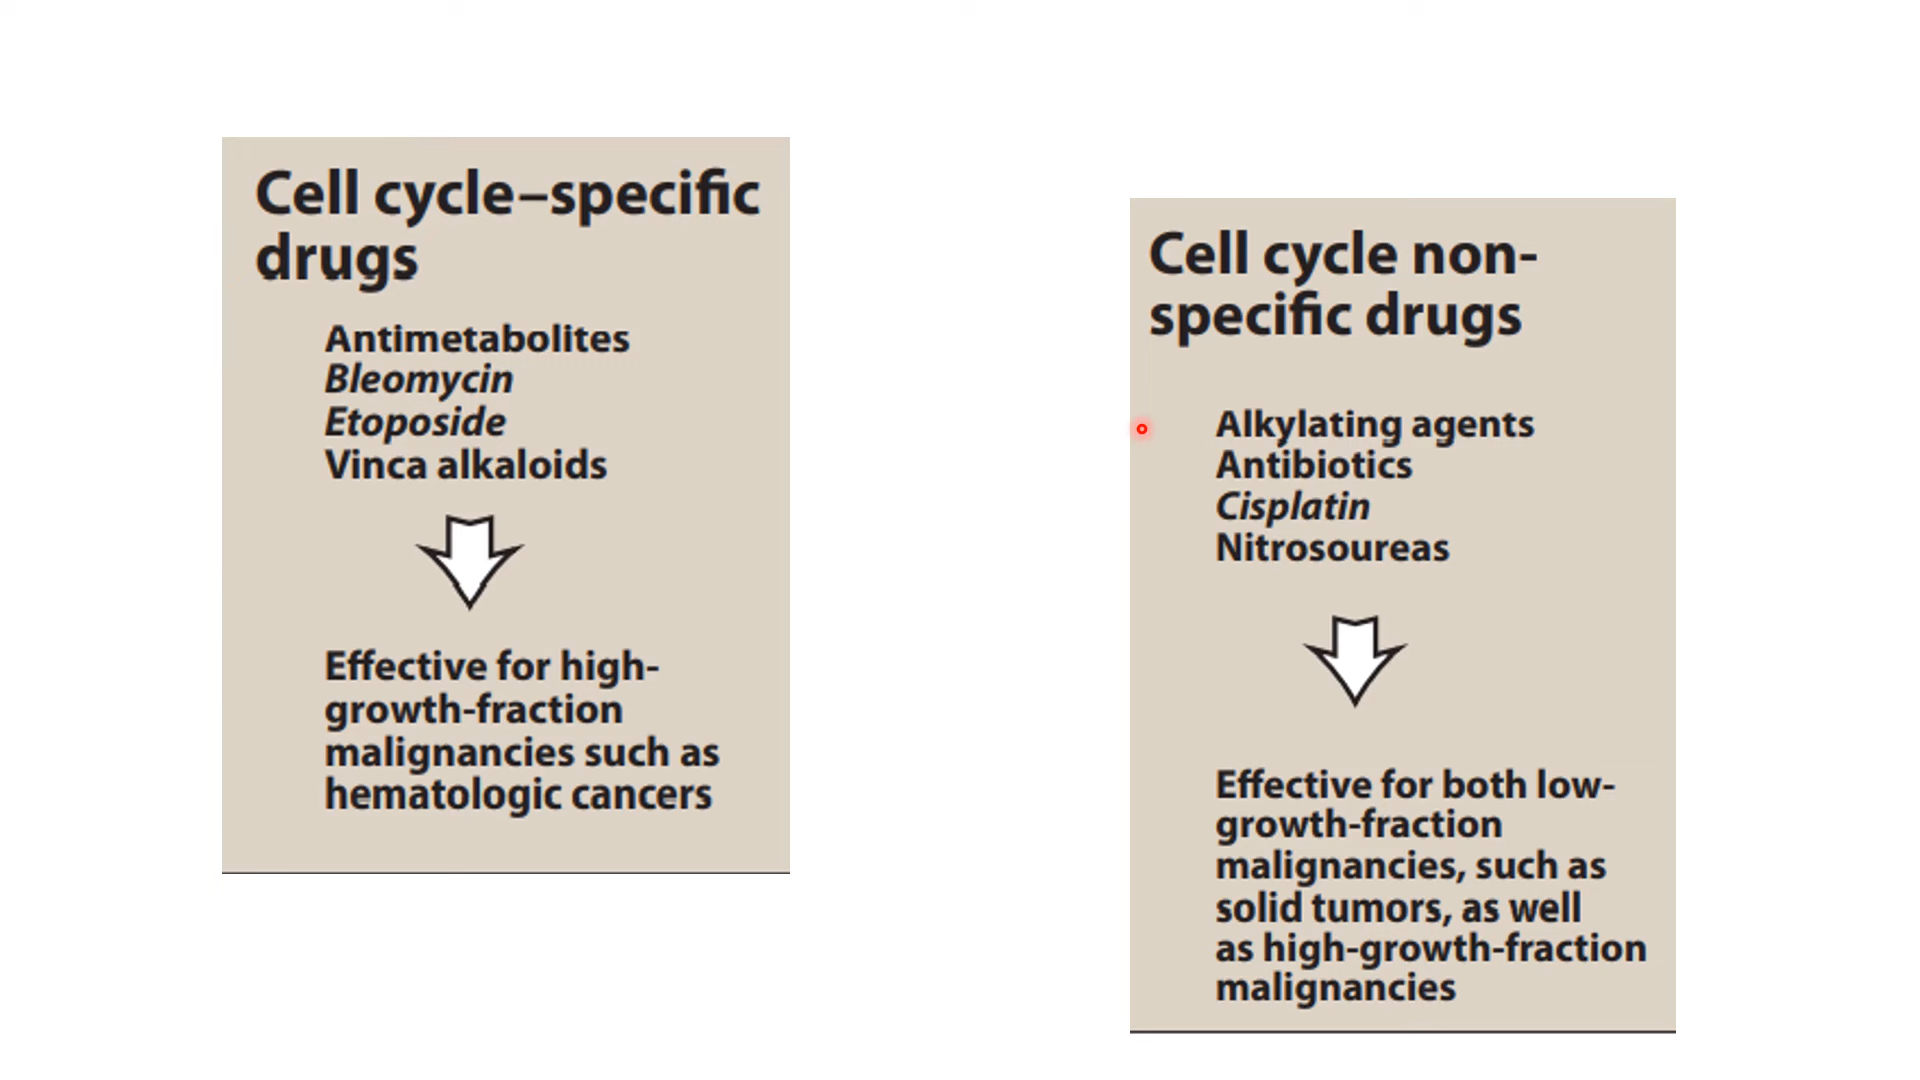 Cell cycle–specific
drugs
Antimetabolites
Bleomycin
Etoposide
Vinca alkaloids
Effective for high-
growth-fraction
malignancies such as
hematologic cancers
Cell cycle non-
specific drugs
Alkylating agents
Antibiotics
Cisplatin
Nitrosoureas
Effective for both low-
growth-fraction
malignancies, such as
solid tumors, as well
as high-growth-fraction
malignancies